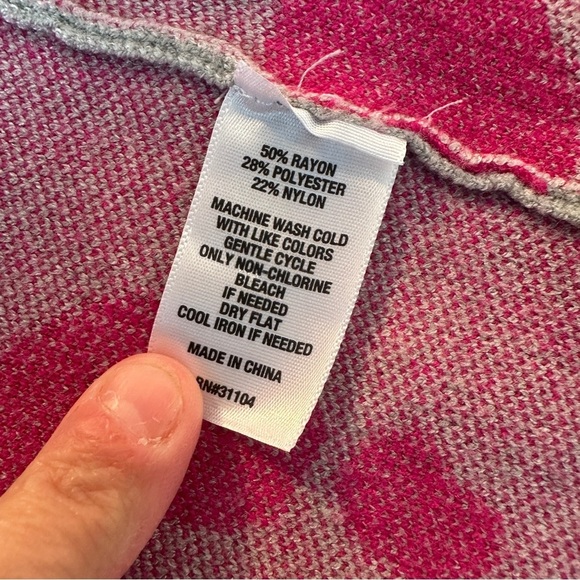 50% RAYON
28% POLYESTER
22% NYLON
MACHINE WASH COLD
WITH LIKE COLORS
GENTLE CYCLE
ONLY NON-CHLORINE
BLEACH
IF NEEDED
DRY FLAT
COOL IRON IF NEEDED
MADE IN CHINA
RN#31104